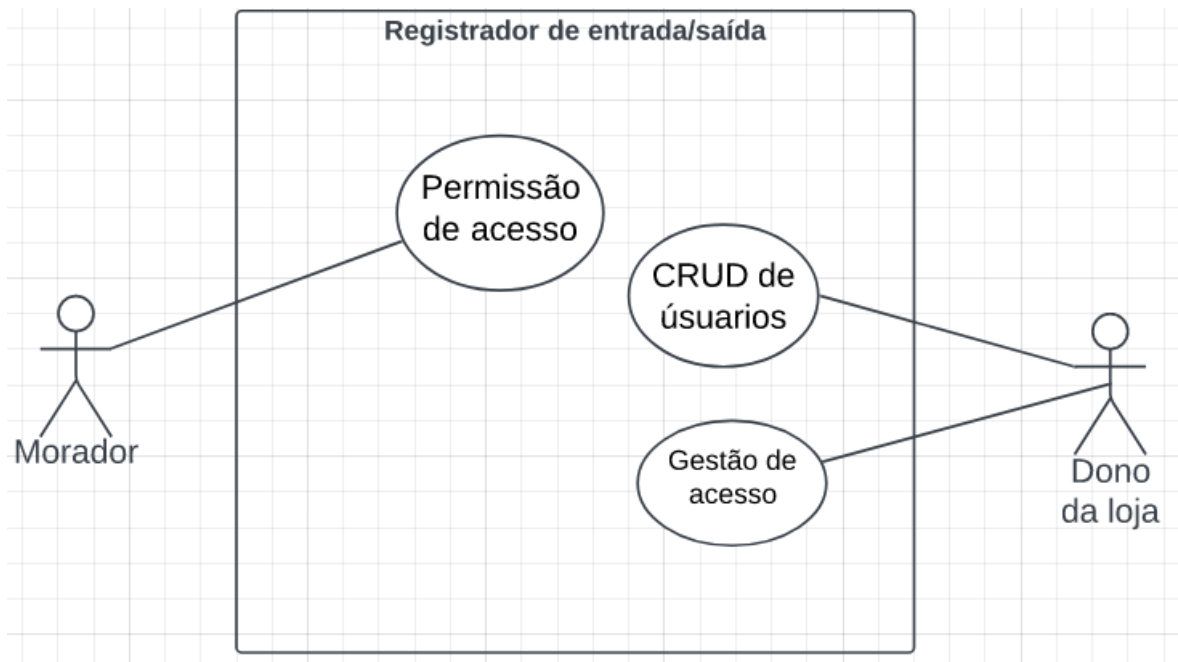 Registrador de entrada/saída
Permissão
de acesso
CRUD de
úsuarios
Gestão de
acesso
Morador
Dono
da loja